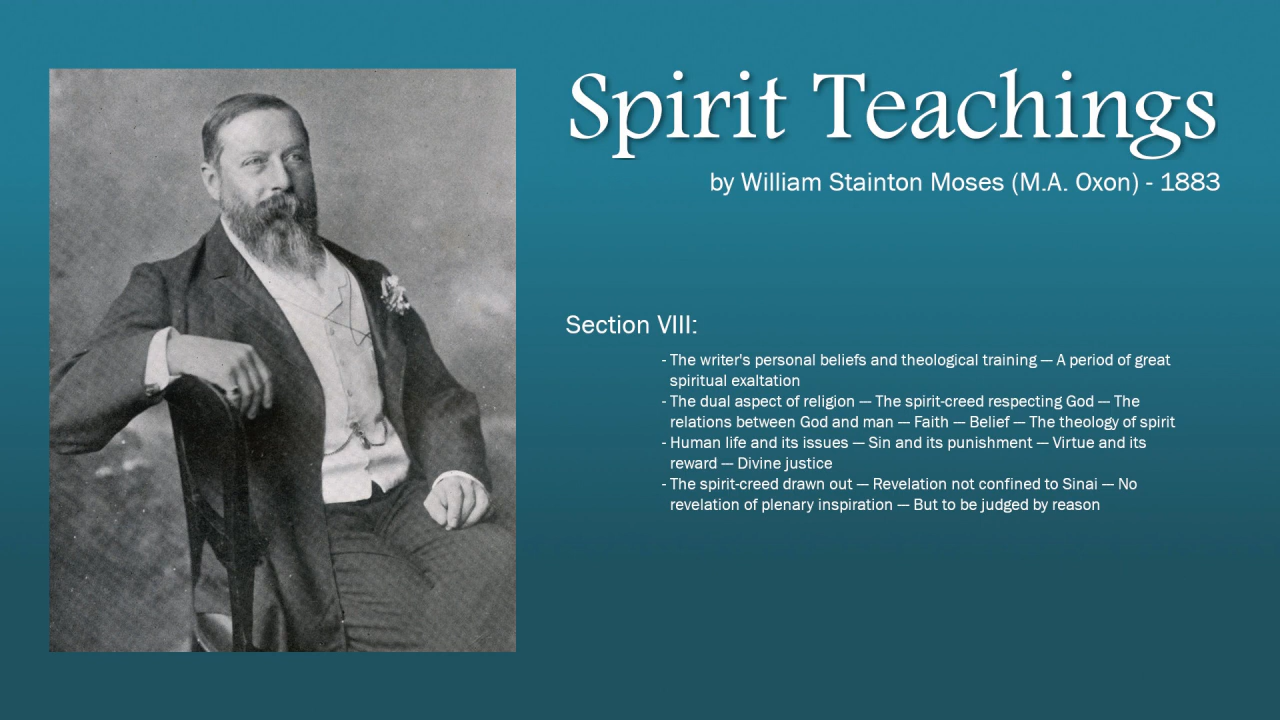 Spirit Teachings
by William Stainton Moses (M.A. Oxon) - 1883
Section VIII:
- The writer's personal beliefs and theological training — A period of great
spiritual exaltation
- The dual aspect of religion — The spirit-creed respecting God — The
relations between God and man — Faith — Belief — The theology of spirit
- Human life and its issues — Sin and its punishment — Virtue and its
reward — Divine justice
- The spirit-creed drawn out — Revelation not confined to Sinai — No
revelation of plenary inspiration — But to be judged by reason